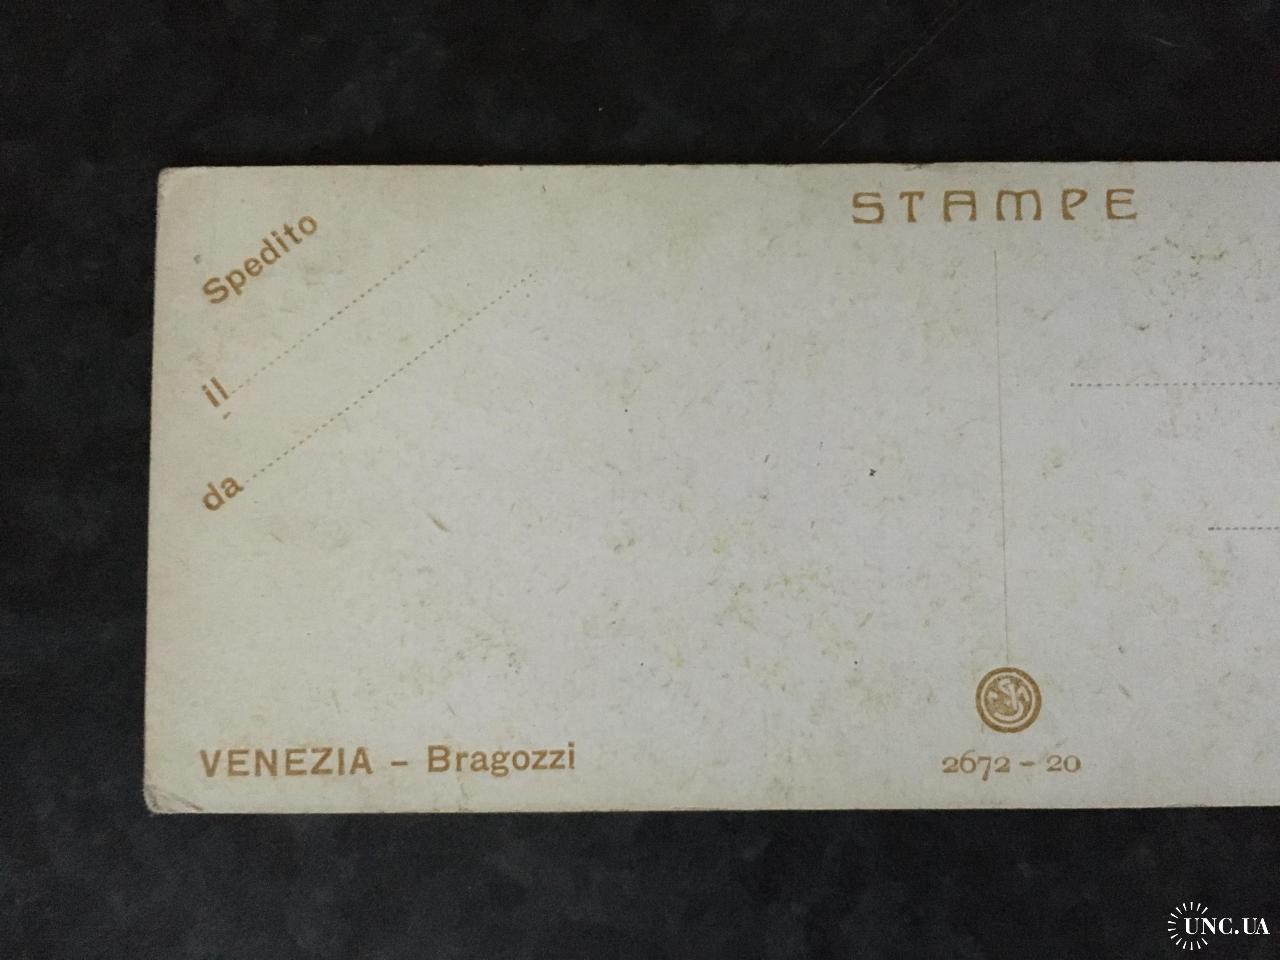 STAMPE
Spedito
il
da
VENEZIA - Bragozzi
2672 - 20
UNC.UA